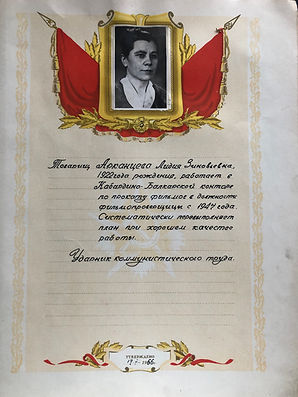 Товарищ Арканцева Лидия Зиновьевна,
1922 года рождения, работает в
Кабардино-Балкарской конторе
по прокату фильмов в должности
фильмопроверщицы с 1947 года.
Систематически перевыполняет
план при хорошем качестве
работы.
Ударник коммунистического труда.
УТВЕРЖДЕНО